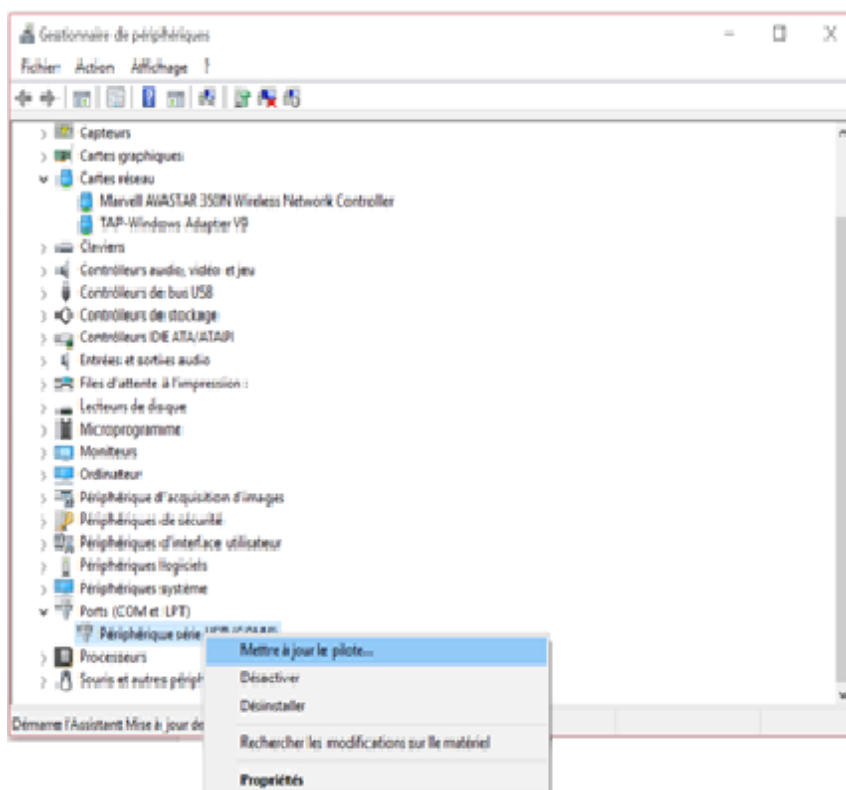 Gestionnaire de périphériques
Fichier Action Affichage ?
Capteurs
Cartes graphiques
Cartes réseau
Marvell AVASTAR 350N Wireless Network Controller
TAP-Windows Adapter V9
Claviers
Contrôleurs audio, vidéo et jeu
Contrôleurs de bus USB
Contrôleurs de stockage
Contrôleurs IDE ATA/ATAPI
Entrées et sorties audio
Files d'attente à l'impression :
Lecteurs de disque
Microprogramme
Moniteurs
Ordinateur
Périphérique d'acquisition d'images
Périphériques de sécurité
Périphériques d'interface utilisateur
Périphériques logiciels
Périphériques système
Ports (COM et LPT)
Périphérique série
Processeurs
Souris et autres périph
Démarre l'Assistant Mise à jour de
Mettre à jour le pilote...
Désactiver
Désinstaller
Rechercher les modifications sur le matériel
Propriétés